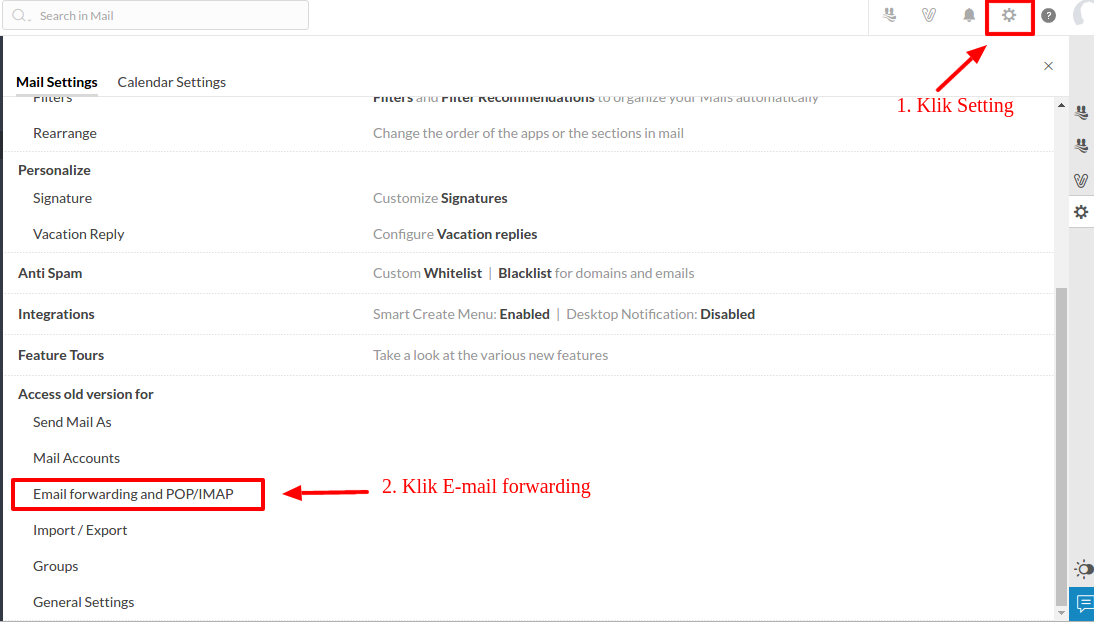 Search in Mail
?
1. Klik Setting
Mail Settings Calendar Settings
Filters Filters and Filter Recommendations to organize your Mails automatically
Rearrange Change the order of the apps or the sections in mail
Personalize
Signature Customize Signatures
Vacation Reply Configure Vacation replies
Anti Spam Custom Whitelist | Blacklist for domains and emails
Integrations Smart Create Menu: Enabled | Desktop Notification: Disabled
Feature Tours Take a look at the various new features
Access old version for
Send Mail As
Mail Accounts
Email forwarding and POP/IMAP 2. Klik E-mail forwarding
Import / Export
Groups
General Settings